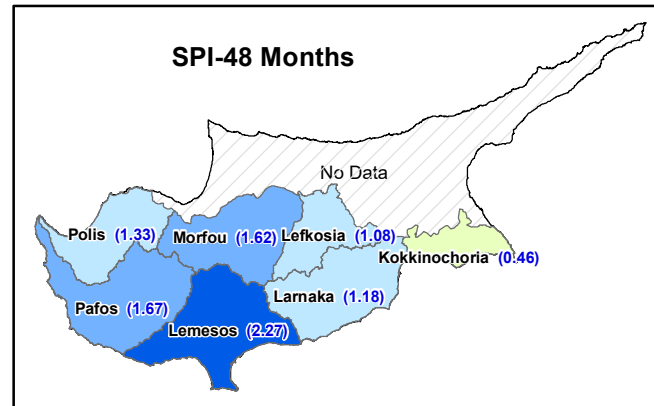 SPI-48 Months
No Data
Polis (1.33)
Morfou (1.62)
Lefkosia (1.08)
Kokkinochoria (0.46)
Pafos (1.67)
Larnaka (1.18)
Lemesos (2.27)